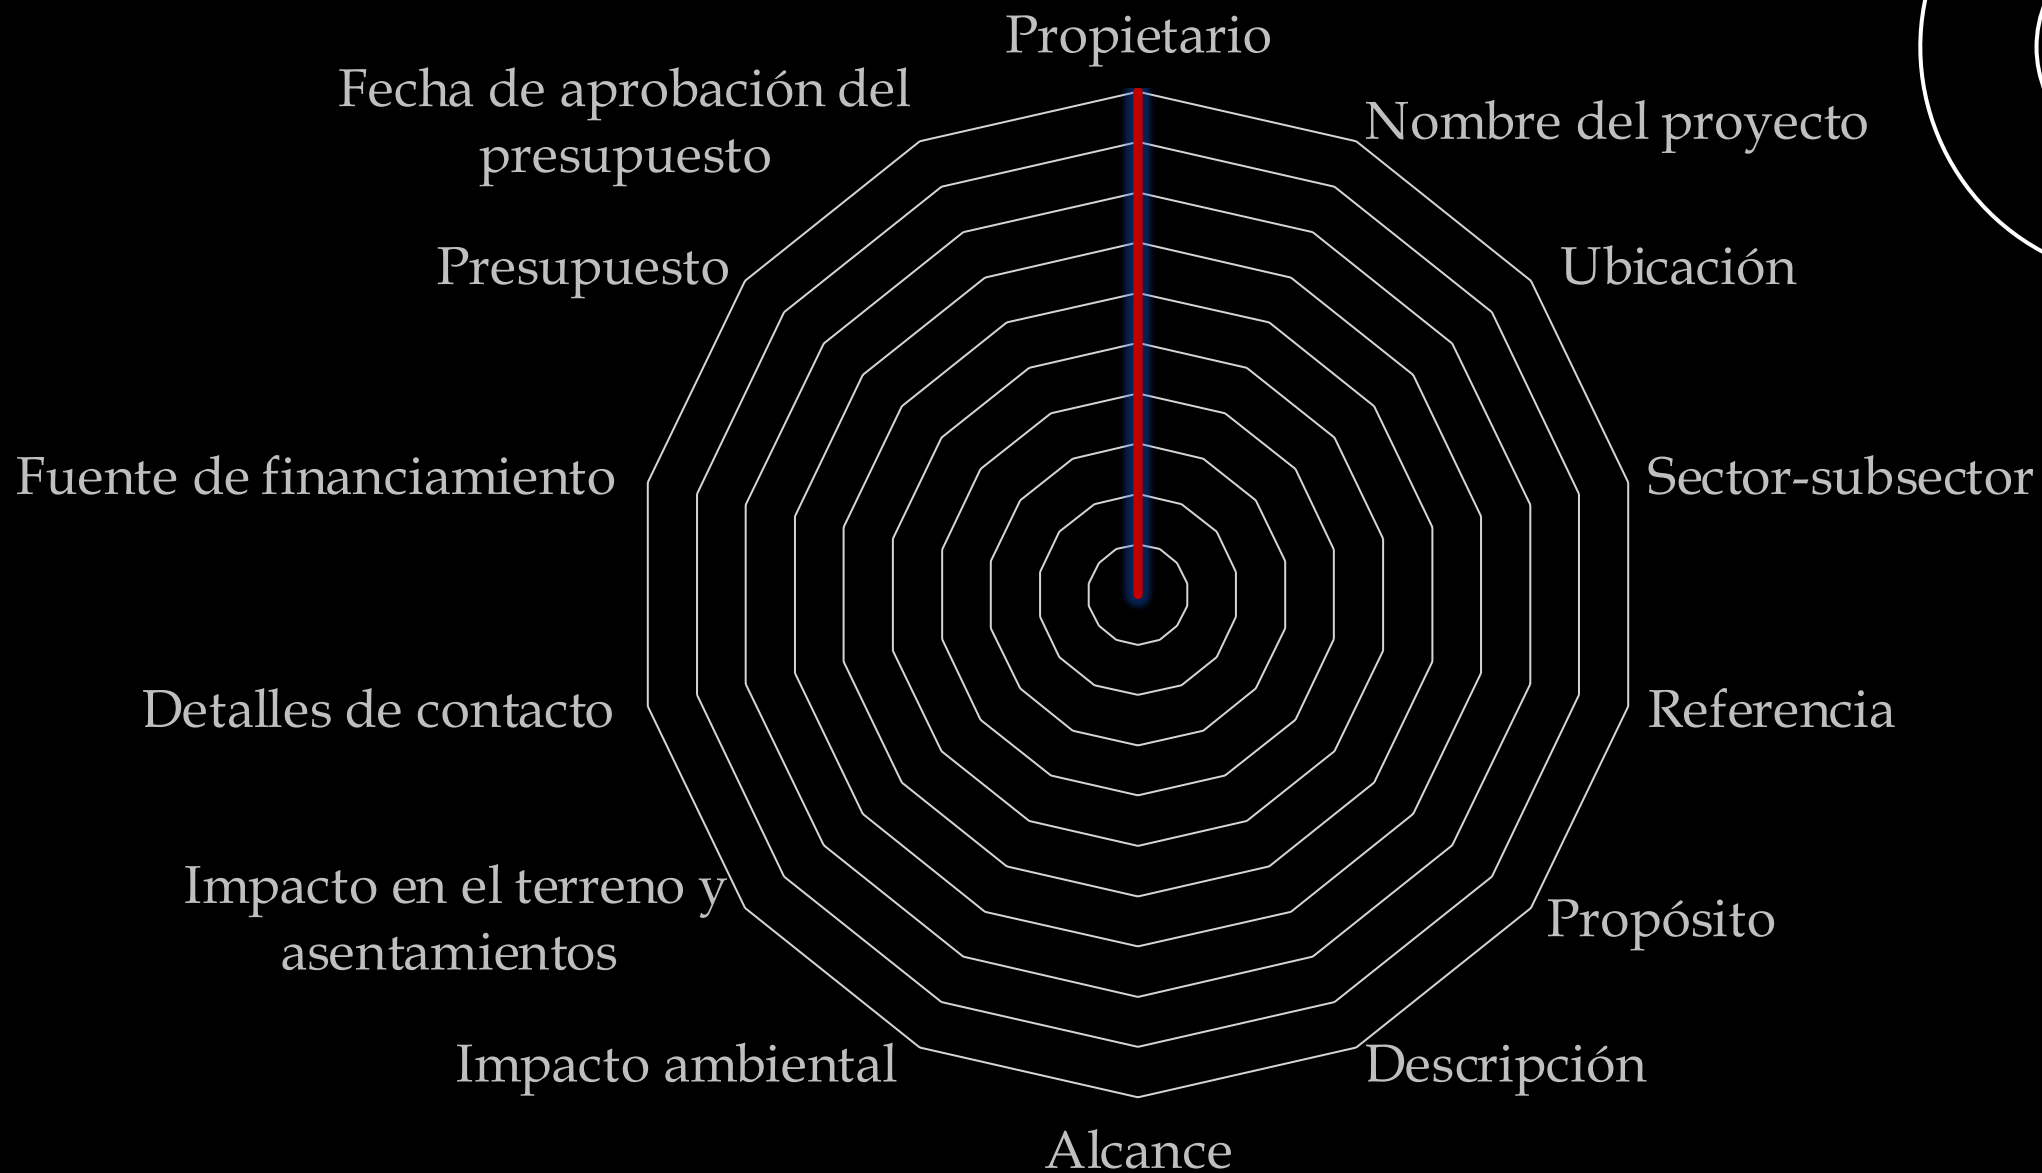 Propietario
Nombre del proyecto
Ubicación
Sector-subsector
Referencia
Propósito
Descripción
Alcance
Impacto ambiental
Impacto en el terreno y
asentamientos
Detalles de contacto
Fuente de financiamiento
Presupuesto
Fecha de aprobación del
presupuesto